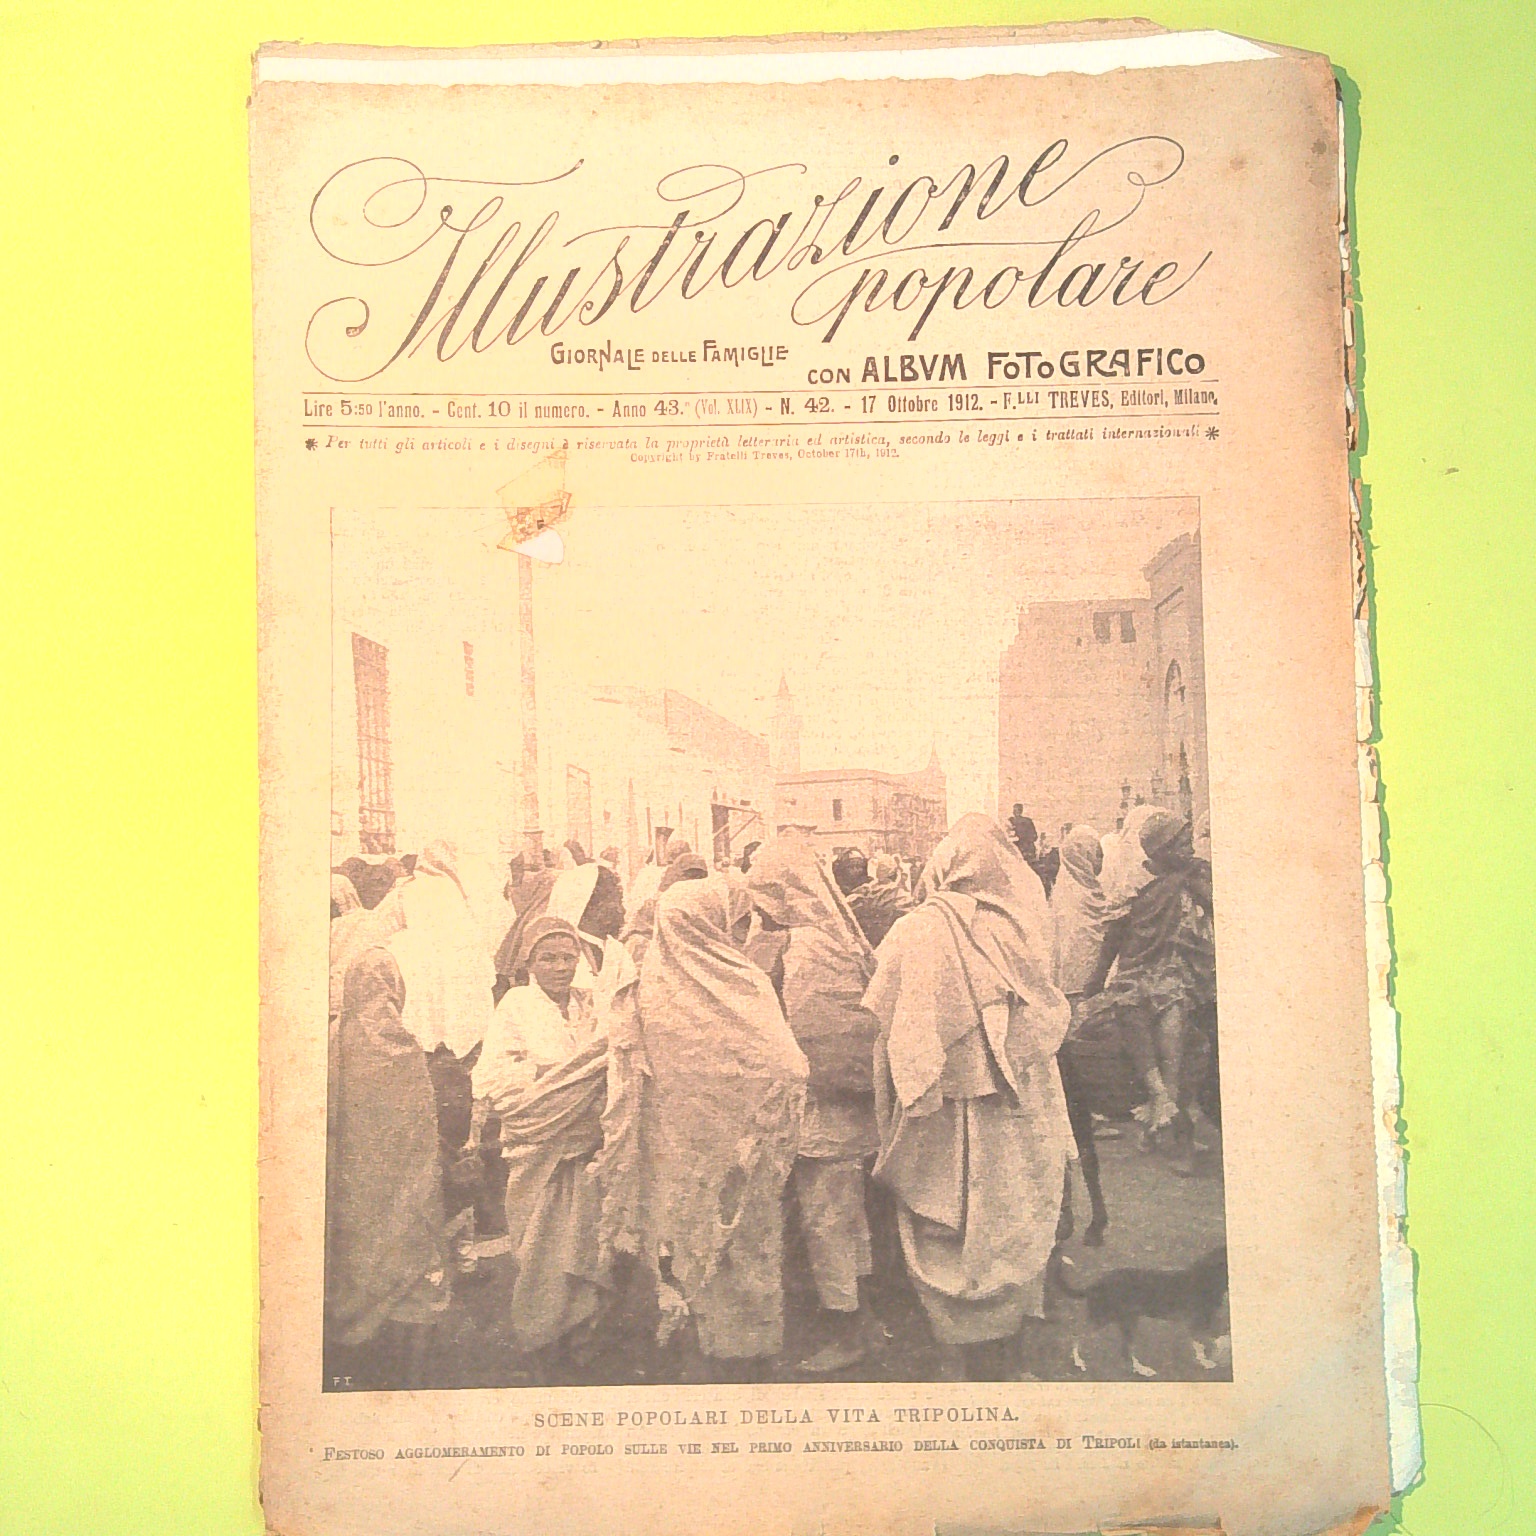 Illustrazione
popolare
GIORNALE DELLE FAMIGLIE
CON ALBVM FOTOGRAFICO
Lire 5:50 l'anno. - Cent. 10 il numero. - Anno 43.° (Vol. XLIX) - N. 42. - 17 Ottobre 1912. - F.LLI TREVES, Editori, Milano.
* Per tutti gli articoli e i disegni è riservata la proprietà letteraria ed artistica, secondo le leggi e i trattati internazionali *
Copyright by Fratelli Treves, October 17th, 1912.
F T.
SCENE POPOLARI DELLA VITA TRIPOLINA.
FESTOSO AGGLOMERAMENTO DI POPOLO SULLE VIE NEL PRIMO ANNIVERSARIO DELLA CONQUISTA DI TRIPOLI (da istantanea).